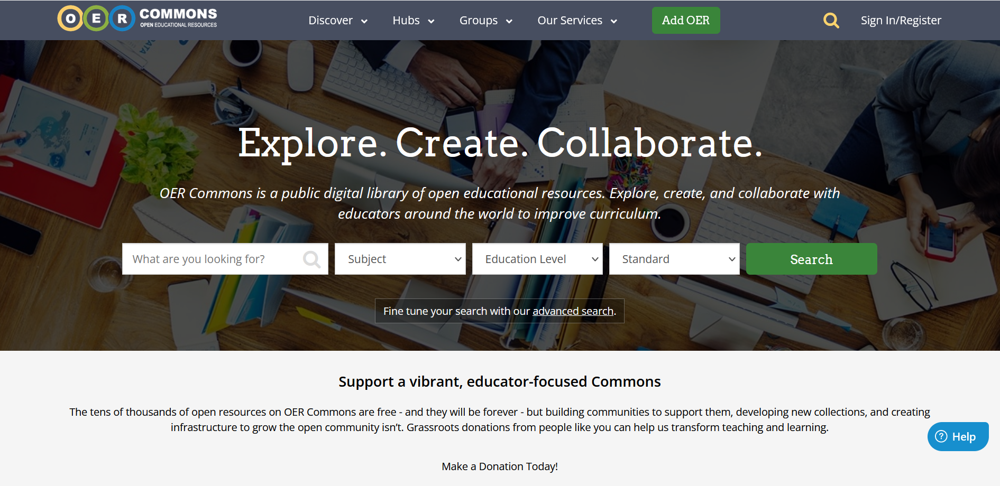 OER COMMONS
OPEN EDUCATIONAL RESOURCES
Discover
Hubs
Groups
Our Services
Add OER
Sign In/Register
DATA
Explore. Create. Collaborate.
OER Commons is a public digital library of open educational resources. Explore, create, and collaborate with
educators around the world to improve curriculum.
What are you looking for?
Subject
Education Level
Standard
Search
Fine tune your search with our advanced search.
Support a vibrant, educator-focused Commons
The tens of thousands of open resources on OER Commons are free - and they will be forever - but building communities to support them, developing new collections, and creating
infrastructure to grow the open community isn’t. Grassroots donations from people like you can help us transform teaching and learning.
? Help
Make a Donation Today!